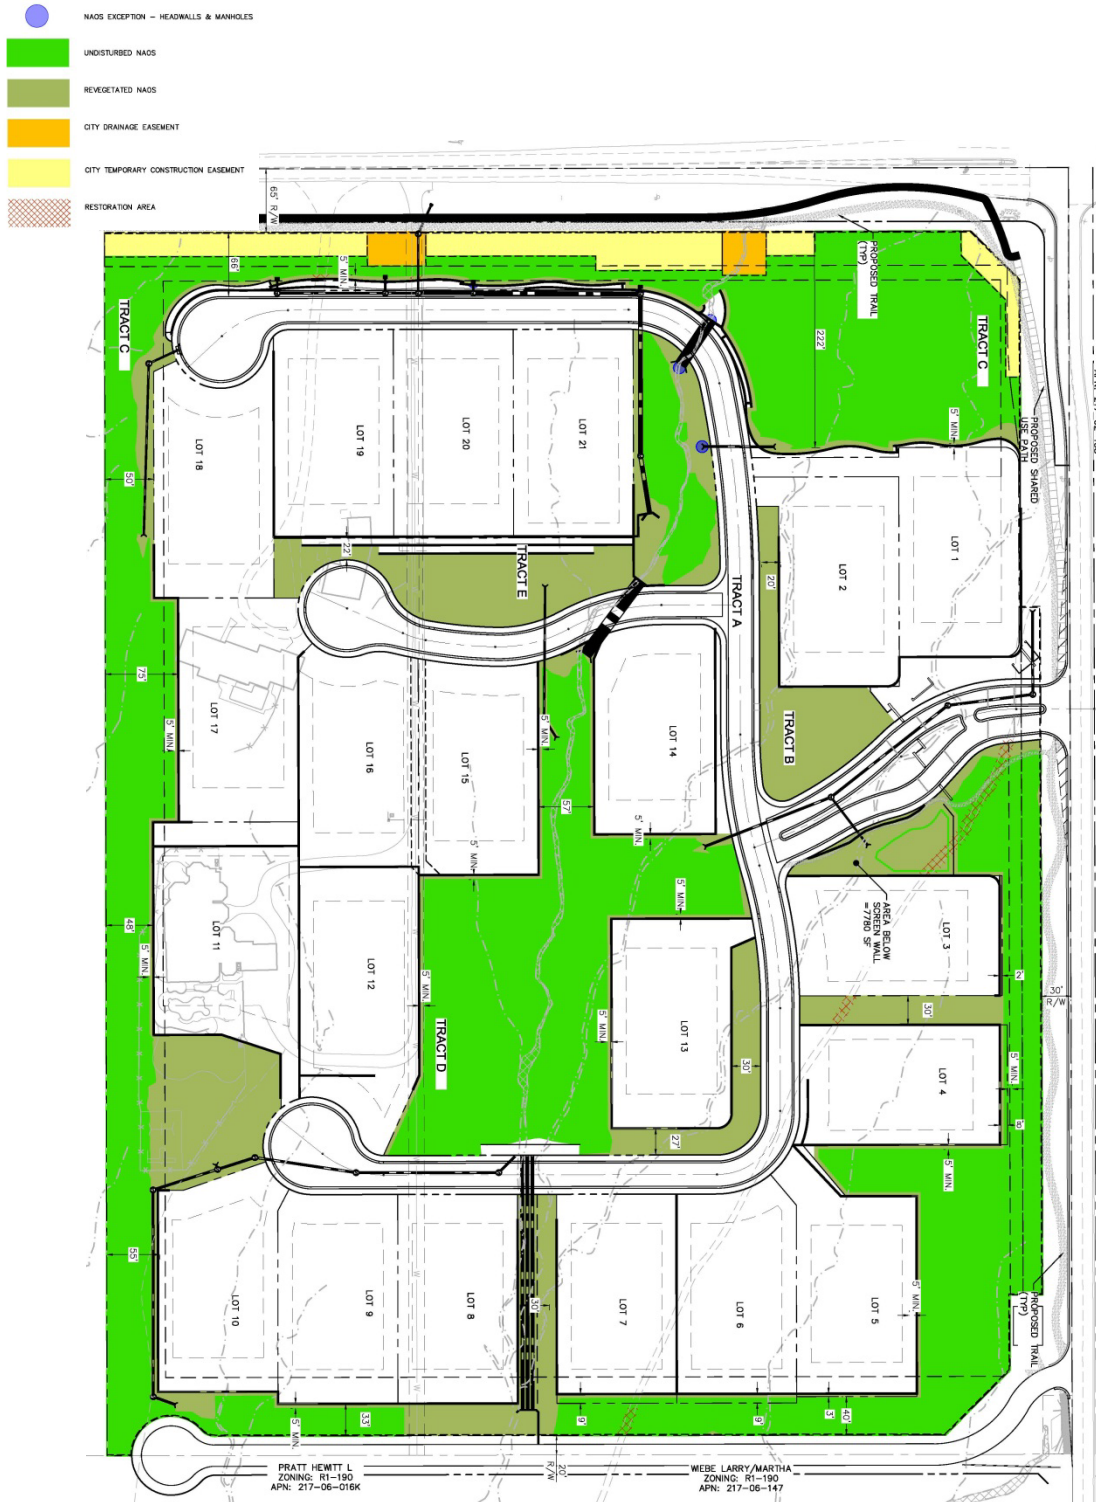 NAOS EXCEPTION – HEADWALLS & MANHOLES
UNDISTURBED NAOS
REVEGETATED NAOS
CITY DRAINAGE EASEMENT
CITY TEMPORARY CONSTRUCTION EASEMENT
RESTORATION AREA
65' R/W
66'
5' MIN.
PROPOSED TRAIL
(TYP)
TRACT C
222'
TRACT C
5' MIN.
PROPOSED SHARED
USE PATH
LOT 18
LOT 19
LOT 20
LOT 21
LOT 1
LOT 2
50'
22'
TRACT E
TRACT A
20'
75'
LOT 17
5' MIN.
LOT 16
LOT 15
5' MIN.
LOT 14
TRACT B
57'
5' MIN.
5' MIN.
5' MIN.
AREA BELOW
SCREEN WALL
=7780 SF
LOT 3
2'
30'
R/W
48'
LOT 11
5' MIN.
LOT 12
5' MIN.
TRACT D
5' MIN.
LOT 13
30'
30'
LOT 4
5' MIN.
8'
27'
5' MIN.
55'
LOT 10
LOT 9
LOT 8
30'
LOT 7
LOT 6
LOT 5
5' MIN.
PROPOSED TRAIL
(TYP)
5' MIN.
33'
9'
9'
3'
40'
20'
R/W
PRATT HEWITT L
ZONING: R1-190
APN: 217-06-016K
WIEBE LARRY/MARTHA
ZONING: R1-190
APN: 217-06-147